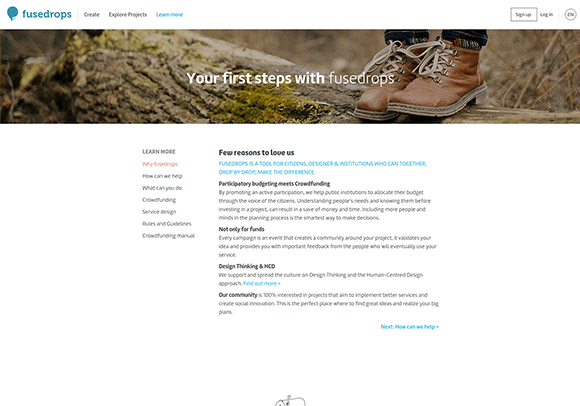 fusedrops
Create
Explore Projects
Learn more
Sign up
Log in
EN
Your first steps with fusedrops
LEARN MORE
Why fusedrops
How can we help
What can you do
Crowdfunding
Service design
Rules and Guidelines
Crowdfunding manual
Few reasons to love us
FUSEDROPS IS A TOOL FOR CITIZENS, DESIGNER & INSTITUTIONS WHO CAN TOGETHER,
DROP BY DROP, MAKE THE DIFFERENCE.
Participatory budgeting meets Crowdfunding
By promoting an active participation, we help public institutions to allocate their budget
through the voice of the citizens. Understanding people's needs and knowing them before
investing in a project, can result in a save of money and time. Including more people and
minds in the planning process is the smartest way to make decisions.
Not only for funds
Every campaign is an event that creates a community around your project, it validates your
idea and provides you with important feedback from the people who will eventually use your
service.
Design Thinking & HCD
We support and spread the culture on Design Thinking and the Human-Centred Design
approach. Find out more »
Our community is 100% interested in projects that aim to implement better services and
create social innovation. This is the perfect place where to find great ideas and realize your big
plans.
Next: How can we help »